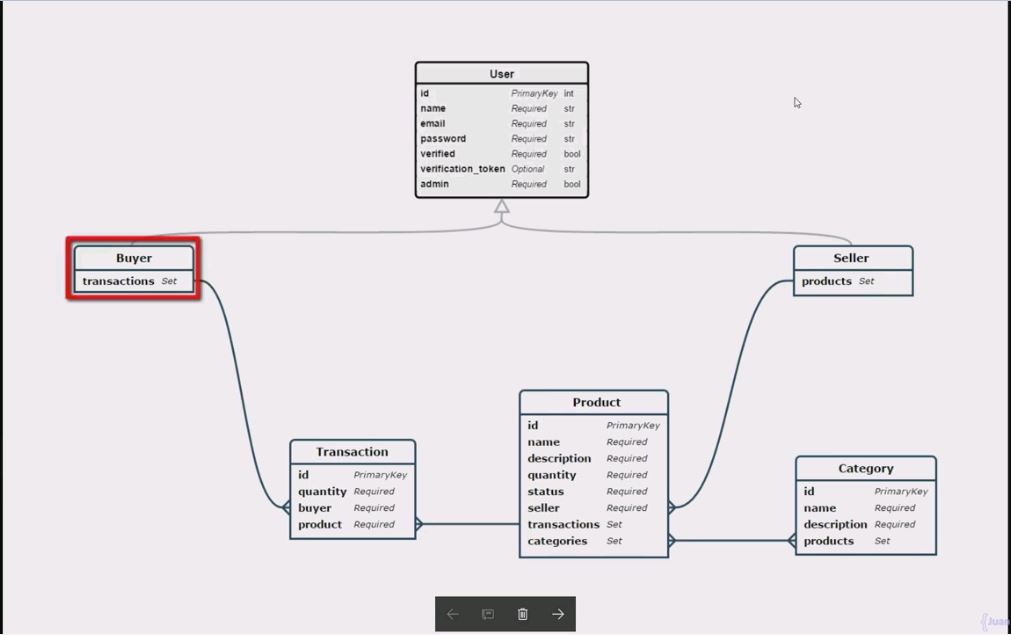 User
id PrimaryKey int
name Required str
email Required str
password Required str
verified Required bool
verification_token Optional str
admin Required bool
Buyer
transactions Set
Seller
products Set
Transaction
id PrimaryKey
quantity Required
buyer Required
product Required
Product
id PrimaryKey
name Required
description Required
quantity Required
status Required
seller Required
transactions Set
categories Set
Category
id PrimaryKey
name Required
description Required
products Set
{Juan